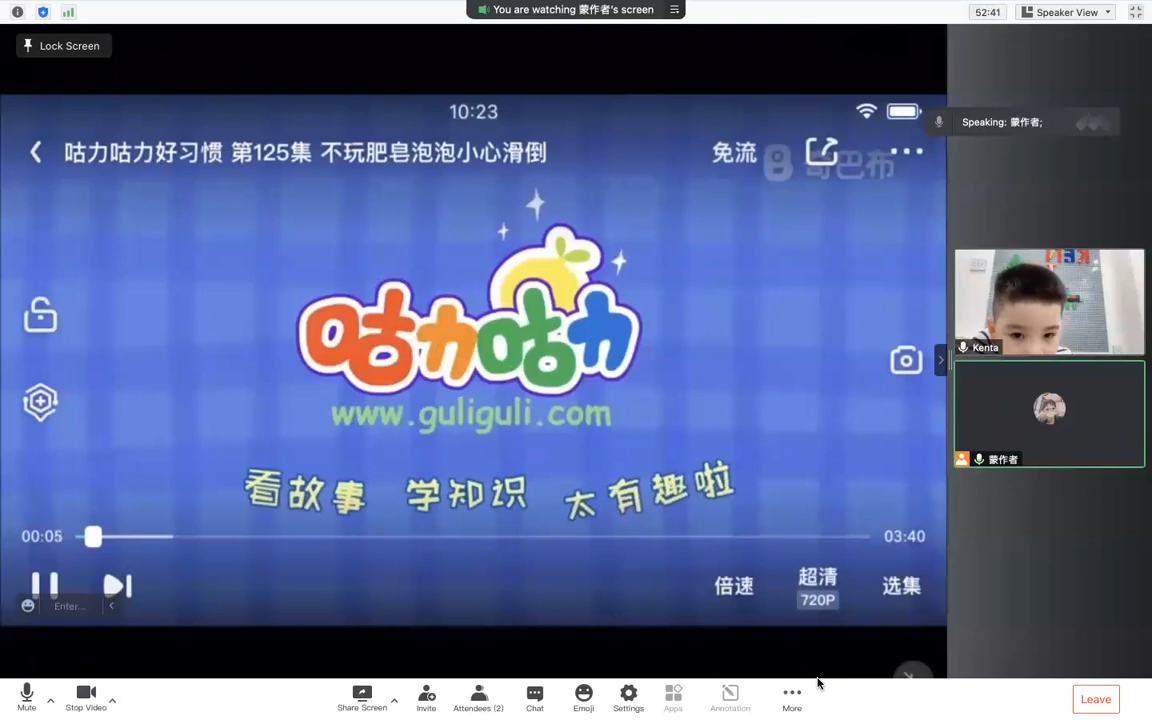 You are watching 蒙作者's screen
52:41
Speaker View
Lock Screen
10:23
Speaking: 蒙作者;
咕力咕力好习惯 第125集 不玩肥皂泡泡小心滑倒
免流
奇巴布
咕力咕力
www.guliguli.com
KEN
Kenta
蒙作者
看故事 学知识 太有趣啦
00:05
03:40
倍速
超清
720P
选集
Enter...
Mute
Stop Video
Share Screen
Invite
Attendees (2)
Chat
Emoji
Settings
Apps
Annotation
More
Leave